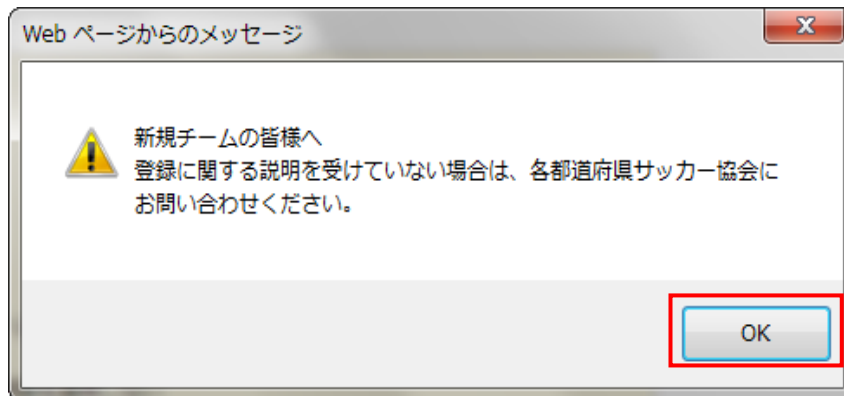 Web ページからのメッセージ
新規チームの皆様へ
登録に関する説明を受けていない場合は、各都道府県サッカー協会に
お問い合わせください。
OK